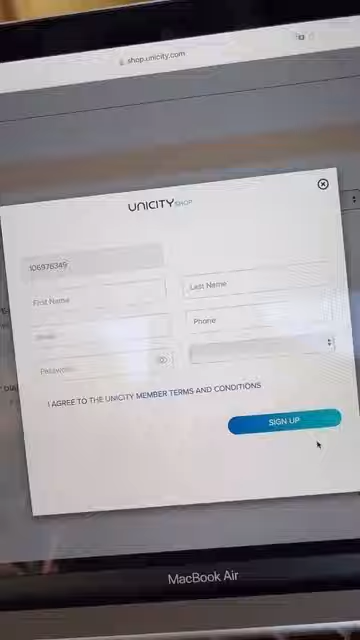 shop.unicity.com
UNICITY SHOP
106976349
First Name
Last Name
Phone
Password
I AGREE TO THE UNICITY MEMBER TERMS AND CONDITIONS
SIGN UP
MacBook Air